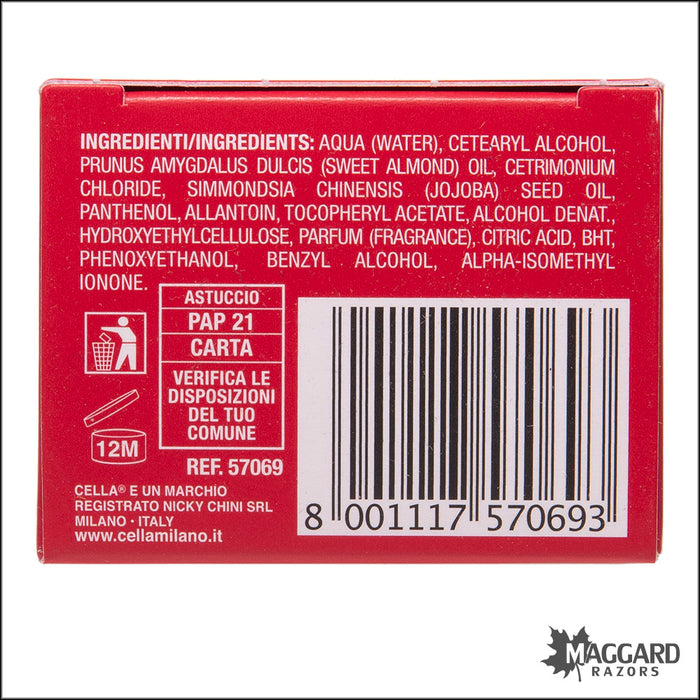 INGREDIENTI/INGREDIENTS: AQUA (WATER), CETEARYL ALCOHOL,
PRUNUS AMYGDALUS DULCIS (SWEET ALMOND) OIL, CETRIMONIUM
CHLORIDE, SIMMONDSIA CHINENSIS (JOJOBA) SEED OIL,
PANTHENOL, ALLANTOIN, TOCOPHERYL ACETATE, ALCOHOL DENAT.,
HYDROXYETHYLCELLULOSE, PARFUM (FRAGRANCE), CITRIC ACID, BHT,
PHENOXYETHANOL, BENZYL ALCOHOL, ALPHA-ISOMETHYL
IONONE.
ASTUCCIO
PAP 21
CARTA
VERIFICA LE
DISPOSIZIONI
DEL TUO
COMUNE
12M
REF. 57069
CELLA® E UN MARCHIO
REGISTRATO NICKY CHINI SRL
MILANO • ITALY
www.cellamilano.it
8 001117 570693
MAGGARD
RAZORS